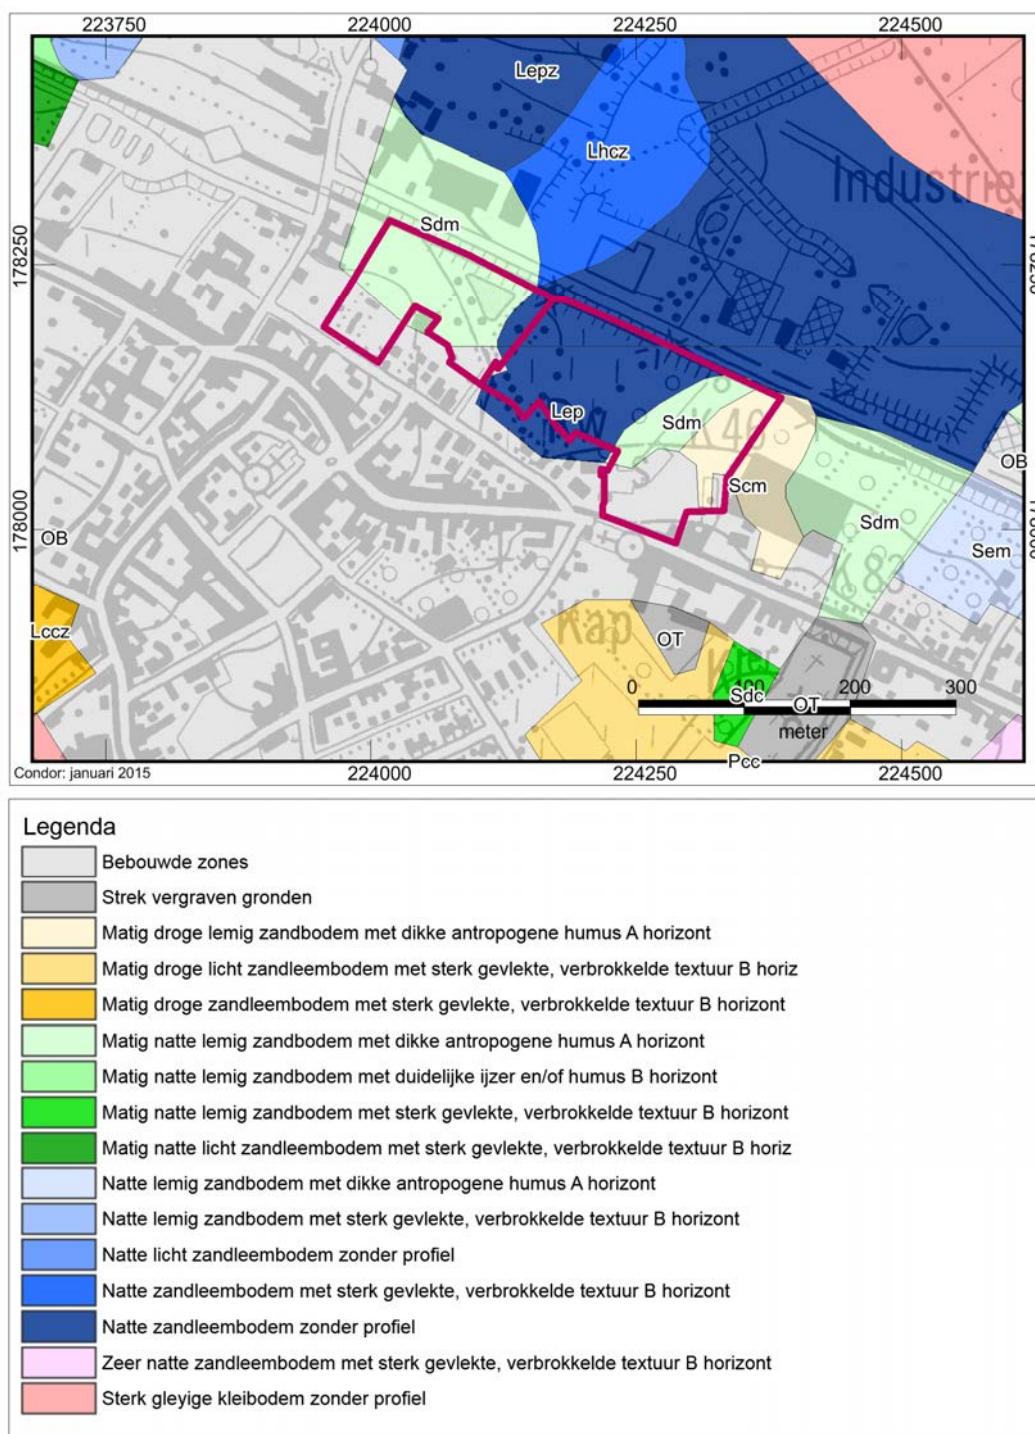 223750 224000 224250 224500
Lepz
Lhcz
Industrie
178250
Sdm
Lep
Sdm
K 46
Scm
OB
178000
OB
Sdm
Sem
K 83
Lccz
Kap
OT
Klter
0 100 200 300
Sdc
OT
meter
Pcc
Condor: januari 2015
224000 224250 224500
Legenda
Bebouwde zones
Strek vergraven gronden
Matig droge lemig zandbodem met dikke antropogene humus A horizont
Matig droge licht zandleembodem met sterk gevlekte, verbrokkelde textuur B horiz
Matig droge zandleembodem met sterk gevlekte, verbrokkelde textuur B horizont
Matig natte lemig zandbodem met dikke antropogene humus A horizont
Matig natte lemig zandbodem met duidelijke ijzer en/of humus B horizont
Matig natte lemig zandbodem met sterk gevlekte, verbrokkelde textuur B horizont
Matig natte licht zandleembodem met sterk gevlekte, verbrokkelde textuur B horiz
Natte lemig zandbodem met dikke antropogene humus A horizont
Natte lemig zandbodem met sterk gevlekte, verbrokkelde textuur B horizont
Natte licht zandleembodem zonder profiel
Natte zandleembodem met sterk gevlekte, verbrokkelde textuur B horizont
Natte zandleembodem zonder profiel
Zeer natte zandleembodem met sterk gevlekte, verbrokkelde textuur B horizont
Sterk gleyige kleibodem zonder profiel